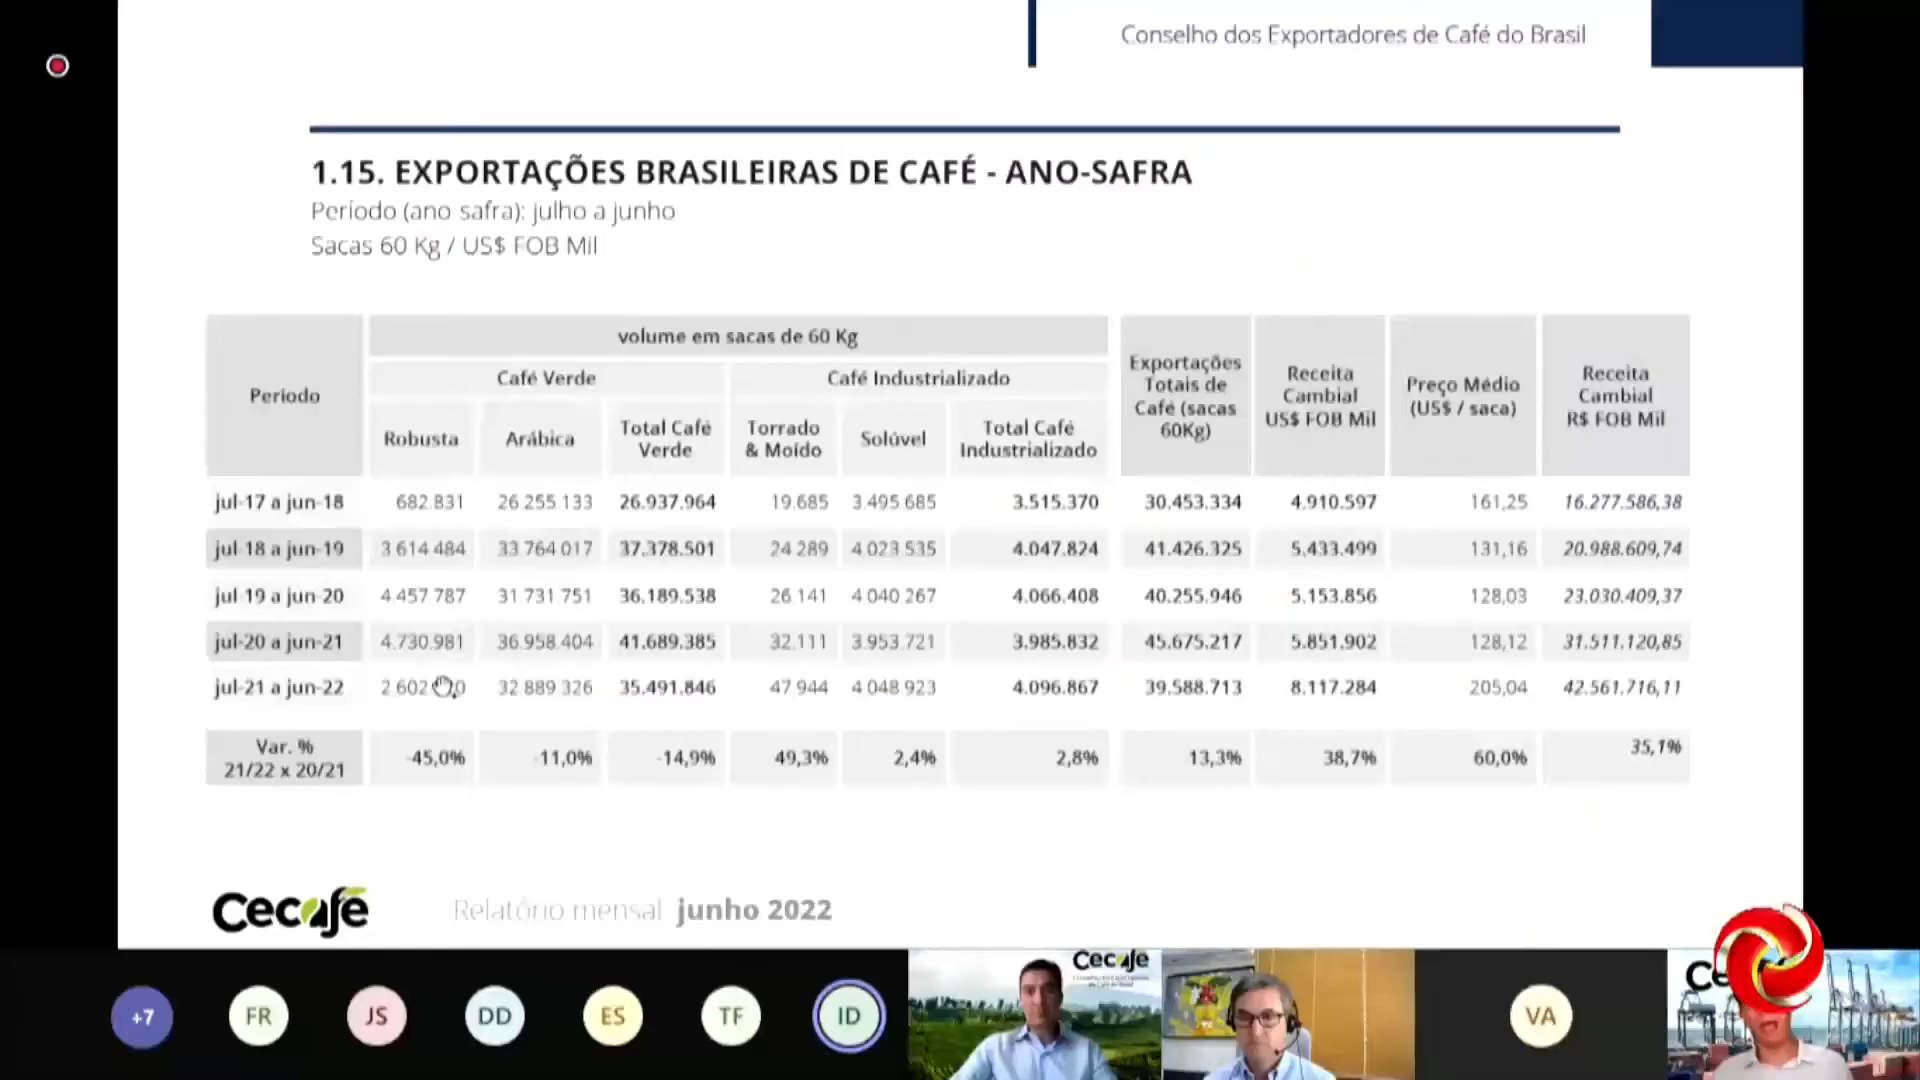 Conselho dos Exportadores de Café do Brasil
1.15. EXPORTAÇÕES BRASILEIRAS DE CAFÉ - ANO-SAFRA
Período (ano safra): julho a junho
Sacas 60 Kg / US$ FOB Mil
Período
volume em sacas de 60 Kg
Café Verde
Café Industrializado
Robusta
Arábica
Total Café
Verde
Torrado
& Moído
Solúvel
Total Café
Industrializado
Exportações
Totais de
Café (sacas
60Kg)
Receita
Cambial
US$ FOB Mil
Preço Médio
(US$ / saca)
Receita
Cambial
R$ FOB Mil
jul-17 a jun-18 682.831 26 255 133 26.937.964 19.685 3 495 685 3.515.370 30.453.334 4.910.597 161,25 16.277.586,38
jul-18 a jun-19 3 614 484 33 764 017 37.378.501 24 289 4 023 535 4.047.824 41.426.325 5.433.499 131,16 20.988.609,74
jul 19 a jun-20 4 457 787 31 731 751 36.189.538 26 141 4 040 267 4.066.408 40.255.946 5.153.856 128,03 23.030.409,37
jul-20 a jun-21 4.730.981 36 958 404 41.689.385 32.111 3 953 721 3.985.832 45.675.217 5.851.902 128,12 31.511.120,85
jul-21 a jun-22 2 602 0 32 889 326 35.491.846 47 944 4 048 923 4.096.867 39.588.713 8.117.284 205,04 42.561.716,11
Var. %
21/22 x 20/21
-45,0% -11,0% -14,9% 49,3% 2,4% 2,8% 13,3% 38,7% 60,0% 35,1%
Cecafé
Relatório mensal junho 2022
+7
FR
JS
DD
ES
TF
ID
Cecafe
VA
Ce